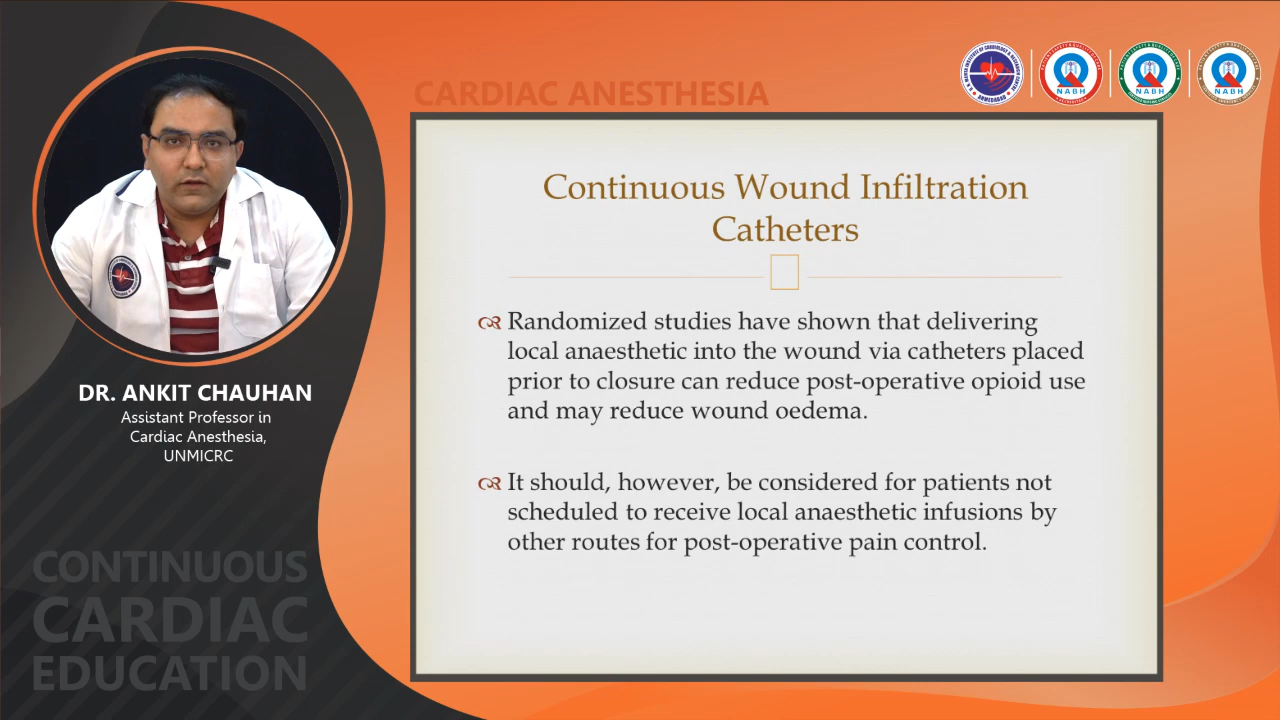 CARDIAC ANESTHESIA
NABH
NABH
NABH
Continuous Wound Infiltration
Catheters
Randomized studies have shown that delivering
local anaesthetic into the wound via catheters placed
prior to closure can reduce post-operative opioid use
and may reduce wound oedema.
It should, however, be considered for patients not
scheduled to receive local anaesthetic infusions by
other routes for post-operative pain control.
DR. ANKIT CHAUHAN
Assistant Professor in
Cardiac Anesthesia,
UNMICRC
CONTINUOUS
CARDIAC
EDUCATION